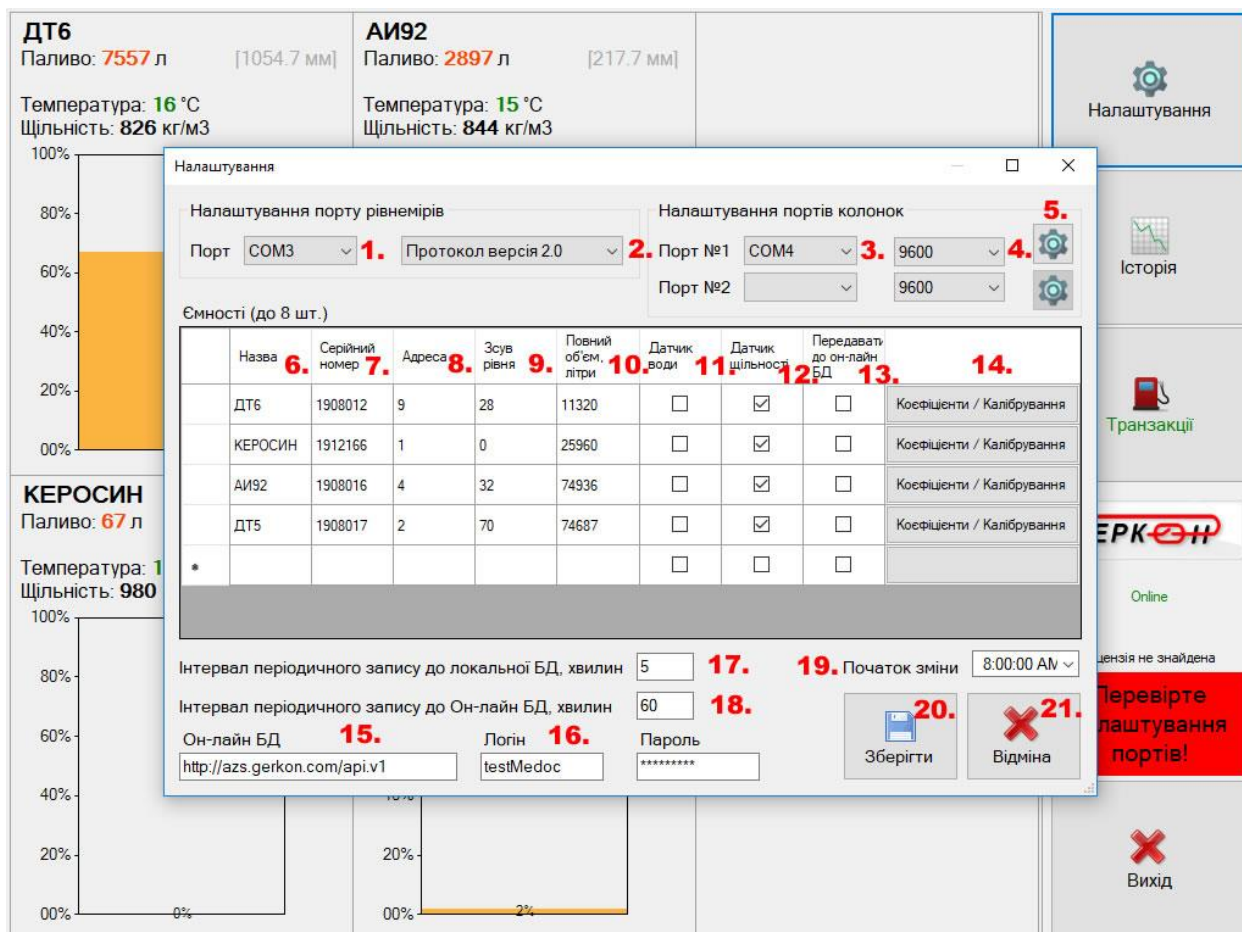 ДТ6
Паливо: 7557 л [1054.7 мм]
Температура: 16 °C
Щільність: 826 кг/м3
100%
80%
60%
40%
20%
00%
АИ92
Паливо: 2897 л [217.7 мм]
Температура: 15 °C
Щільність: 844 кг/м3
КЕРОСИН
Паливо: 67 л
Температура: 1
Щільність: 980
100%
80%
60%
40%
20%
00%
0%
20%
00%
2%
Налаштування
Налаштування порту рівнемірів
Порт COM3 1. Протокол версія 2.0 2.
Налаштування портів колонок 5.
Порт №1 COM4 3. 9600 4.
Порт №2 9600
Ємності (до 8 шт.)
Назва 6. Серійний номер 7. Адреса 8. Зсув рівня 9. Повний об'єм, літри 10. Датчик води 11. Датчик щільності 12. Передавати до он-лайн БД 13. 14.
ДТ6 1908012 9 28 11320 Коефіцієнти / Калібрування
КЕРОСИН 1912166 1 0 25960 Коефіцієнти / Калібрування
АИ92 1908016 4 32 74936 Коефіцієнти / Калібрування
ДТ5 1908017 2 70 74687 Коефіцієнти / Калібрування
*
Інтервал періодичного запису до локальної БД, хвилин 5 17. 19. Початок зміни 8:00:00 AM
Інтервал періодичного запису до Он-лайн БД, хвилин 60 18.
Он-лайн БД 15. Логін 16. Пароль
http://azs.gerkon.com/api.v1 testMedoc *********
20. Зберігти
21. Відміна
Налаштування
Історія
Транзакції
ЕРКОН
Online
цензія не знайдена
Перевірте
лаштування
портів!
Вихід